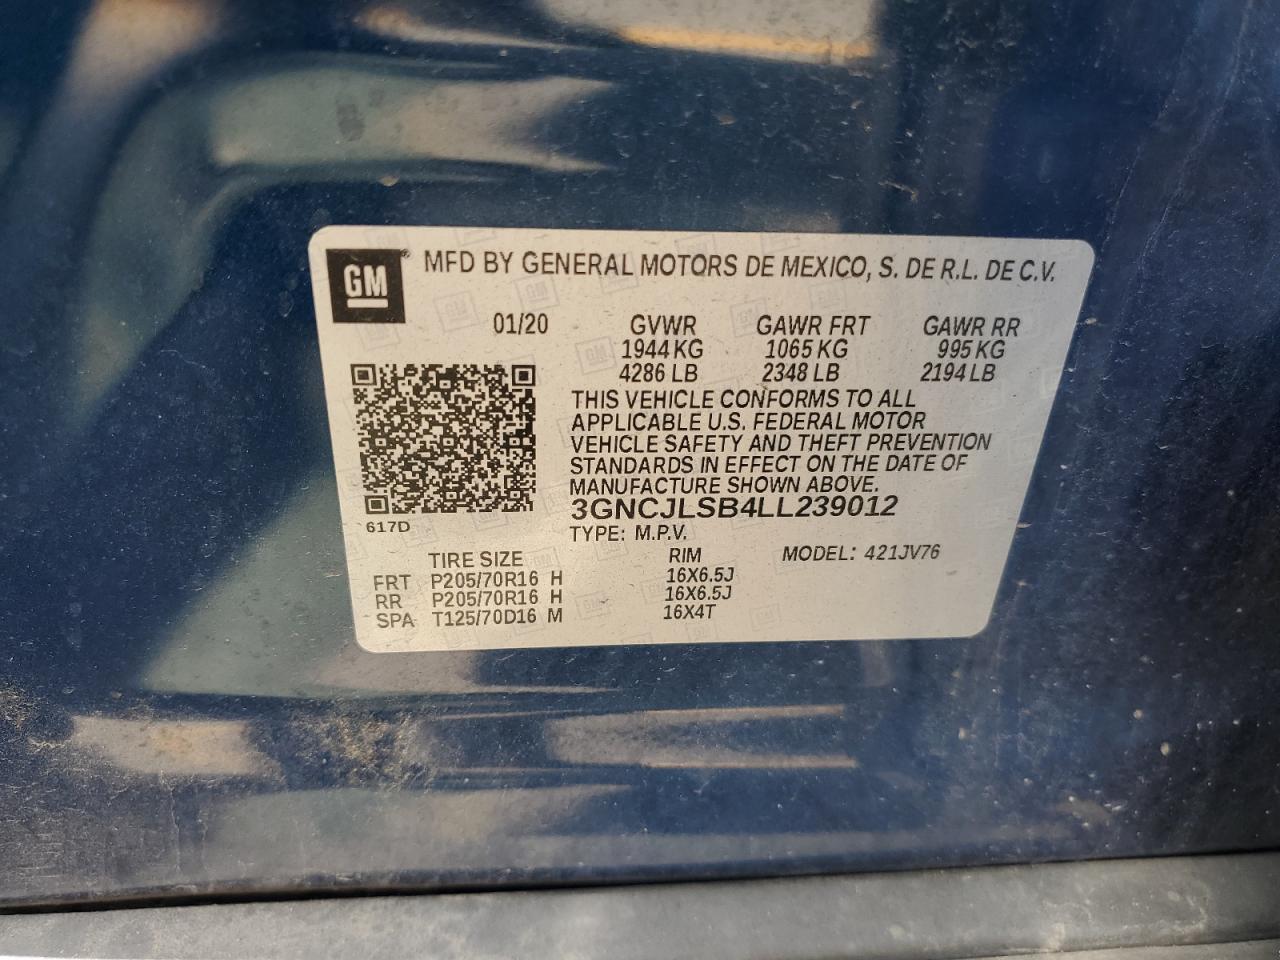 GM ® MFD BY GENERAL MOTORS DE MEXICO, S. DE R.L. DE C.V.
01/20 GVWR GAWR FRT GAWR RR
1944 KG 1065 KG 995 KG
4286 LB 2348 LB 2194 LB
THIS VEHICLE CONFORMS TO ALL
APPLICABLE U.S. FEDERAL MOTOR
VEHICLE SAFETY AND THEFT PREVENTION
STANDARDS IN EFFECT ON THE DATE OF
MANUFACTURE SHOWN ABOVE.
3GNCJLSB4LL239012
617D
TYPE: M.P.V.
TIRE SIZE RIM MODEL: 421JV76
FRT P205/70R16 H 16X6.5J
RR P205/70R16 H 16X6.5J
SPA T125/70D16 M 16X4T